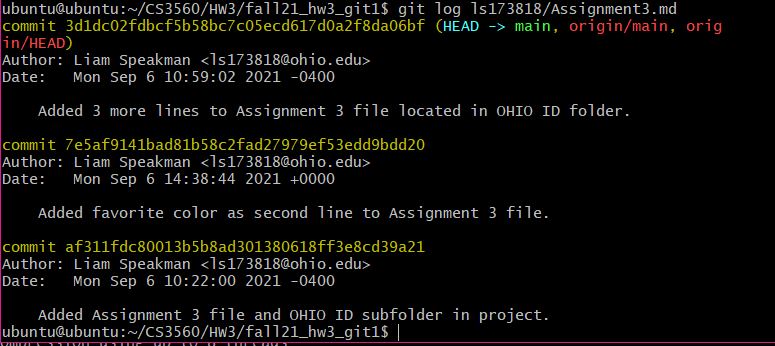 ubuntu@ubuntu:~/CS3560/HW3/fall21_hw3_git1$ git log ls173818/Assignment3.md
commit 3d1dc02fdbcf5b58bc7c05ecd617d0a2f8da06bf (HEAD -> main, origin/main, orig
in/HEAD)
Author: Liam Speakman <ls173818@ohio.edu>
Date:   Mon Sep 6 10:59:02 2021 -0400
    Added 3 more lines to Assignment 3 file located in OHIO ID folder.
commit 7e5af9141bad81b58c2fad27979ef53edd9bdd20
Author: Liam Speakman <ls173818@ohio.edu>
Date:   Mon Sep 6 14:38:44 2021 +0000
    Added favorite color as second line to Assignment 3 file.
commit af311fdc80013b5b8ad301380618ff3e8cd39a21
Author: Liam Speakman <ls173818@ohio.edu>
Date:   Mon Sep 6 10:22:00 2021 -0400
    Added Assignment 3 file and OHIO ID subfolder in project.
ubuntu@ubuntu:~/CS3560/HW3/fall21_hw3_git1$